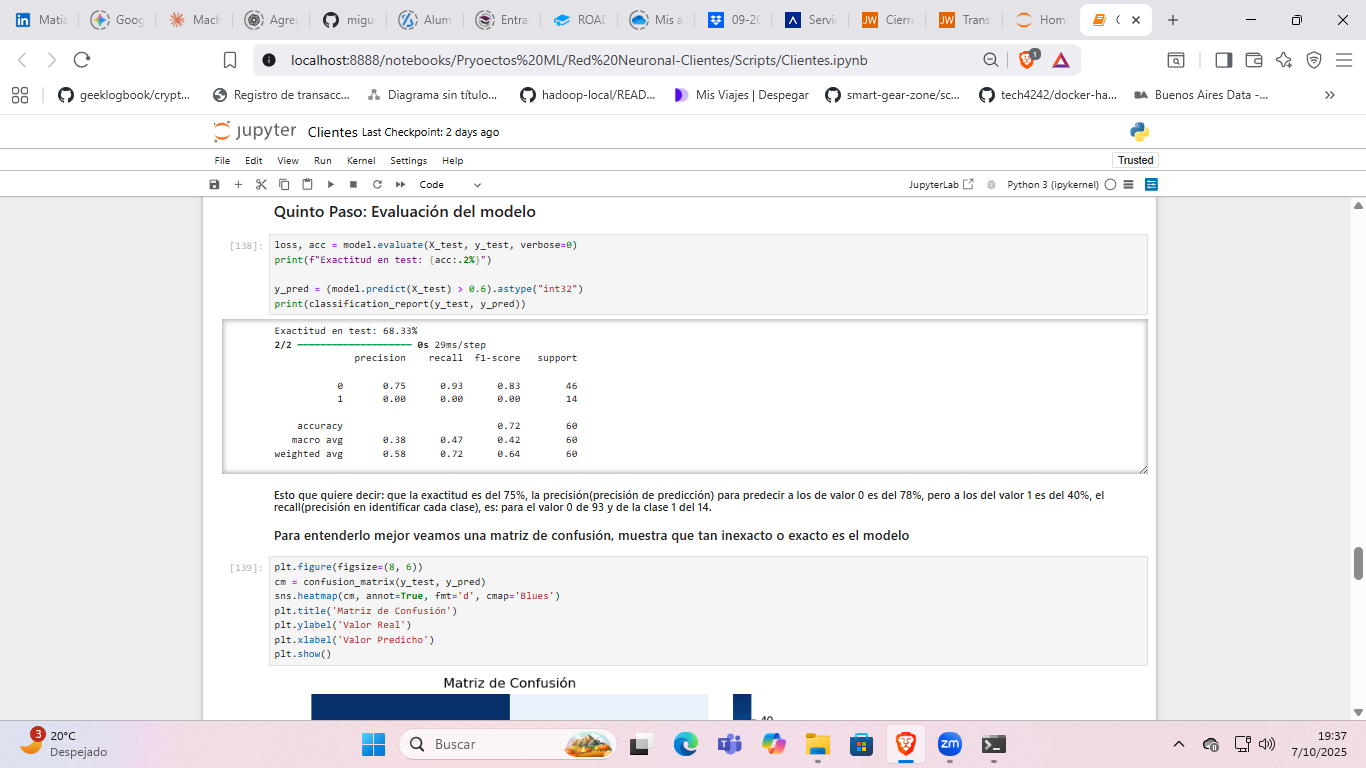 Matia
Goog
Mach
Agre
migu
Alum
Entra
ROAD
Mis a
09-20
Servi
Cierre
Trans
Hom
localhost:8888/notebooks/Pryoectos%20ML/Red%20Neuronal-Clientes/Scripts/Clientes.ipynb
1
geeklogbook/crypt...
Registro de transacc...
Diagrama sin título...
hadoop-local/READ...
Mis Viajes | Despegar
smart-gear-zone/sc...
tech4242/docker-ha...
BA Buenos Aires Data -...
jupyter Clientes Last Checkpoint: 2 days ago
File Edit View Run Kernel Settings Help Trusted
Code JupyterLab Python 3 (ipykernel)
Quinto Paso: Evaluación del modelo
[138]: loss, acc = model.evaluate(X_test, y_test, verbose=0)
print(f"Exactitud en test: {acc:.2%}")
y_pred = (model.predict(X_test) > 0.6).astype("int32")
print(classification_report(y_test, y_pred))
Exactitud en test: 68.33%
2/2 ━━━━━━━━━━━━━━━━━━━━ 0s 29ms/step
precision recall f1-score support
0 0.75 0.93 0.83 46
1 0.00 0.00 0.00 14
accuracy 0.72 60
macro avg 0.38 0.47 0.42 60
weighted avg 0.58 0.72 0.64 60
Esto que quiere decir: que la exactitud es del 75%, la precisión(precisión de predicción) para predecir a los de valor 0 es del 78%, pero a los del valor 1 es del 40%, el
recall(precisión en identificar cada clase), es: para el valor 0 de 93 y de la clase 1 del 14.
Para entenderlo mejor veamos una matriz de confusión, muestra que tan inexacto o exacto es el modelo
[139]: plt.figure(figsize=(8, 6))
cm = confusion_matrix(y_test, y_pred)
sns.heatmap(cm, annot=True, fmt='d', cmap='Blues')
plt.title('Matriz de Confusión')
plt.ylabel('Valor Real')
plt.xlabel('Valor Predicho')
plt.show()
Matriz de Confusión
3
20°C
Despejado
Buscar
zm
19:37
7/10/2025